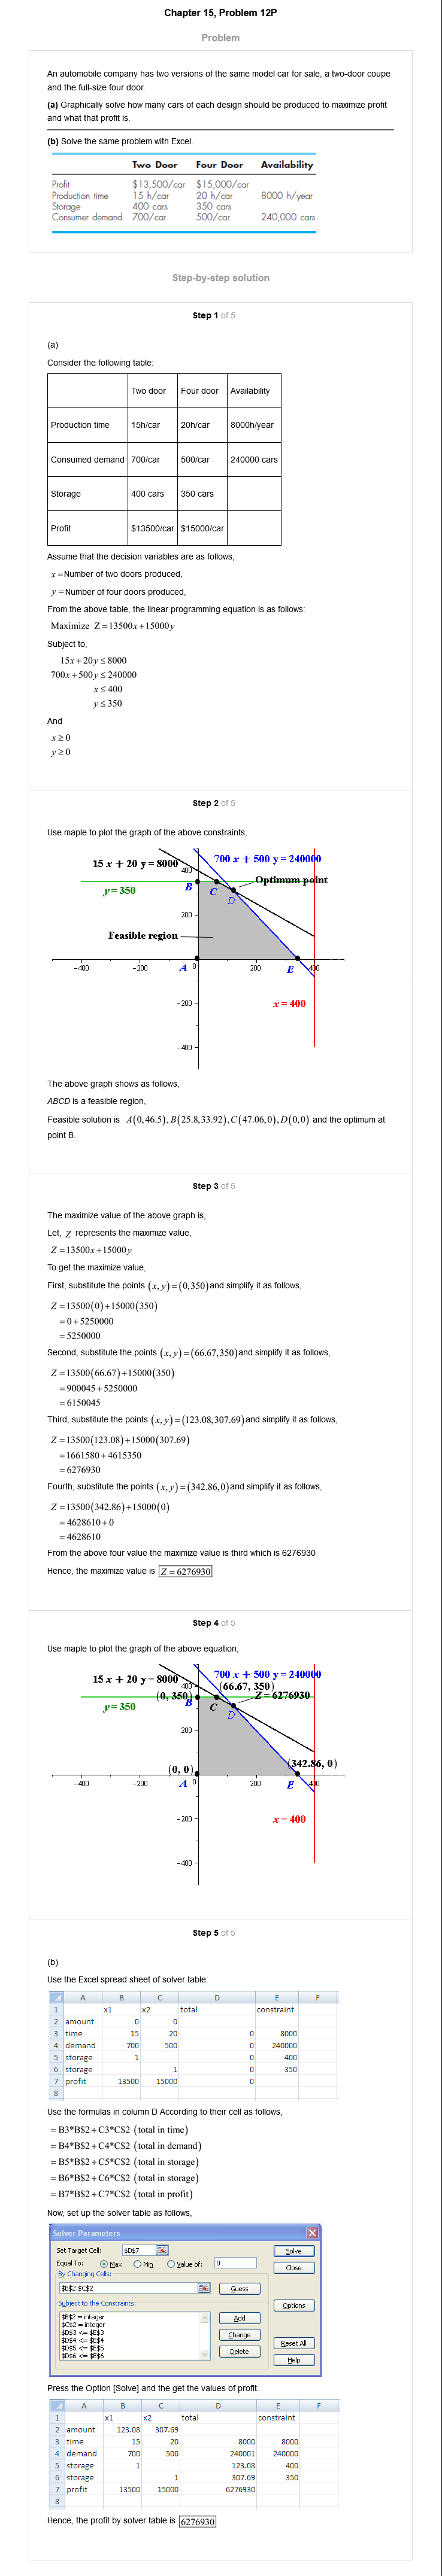 Chapter 15, Problem 12P
Problem
An automobile company has two versions of the same model car for sale, a two-door coupe
and the full-size four door.
(a) Graphically solve how many cars of each design should be produced to maximize profit
and what that profit is.
(b) Solve the same problem with Excel.
Two Door Four Door Availability
Profit $13,500/car $15,000/car
Production time 15 h/car 20 h/car 8000 h/year
Storage 400 cars 350 cars
Consumer demand 700/car 500/car 240,000 cars
Step-by-step solution
Step 1 of 5
(a)
Consider the following table:
Two door Four door Availability
Production time 15h/car 20h/car 8000h/year
Consumed demand 700/car 500/car 240000 cars
Storage 400 cars 350 cars
Profit $13500/car $15000/car
Assume that the decision variables are as follows,
x =Number of two doors produced,
y =Number of four doors produced,
From the above table, the linear programming equation is as follows:
Maximize Z = 13500x + 15000y
Subject to,
15x + 20y ≤ 8000
700x + 500y ≤ 240000
x ≤ 400
y ≤ 350
And
x ≥ 0
y ≥ 0
Step 2 of 5
Use maple to plot the graph of the above constraints,
15 x + 20 y = 8000
700 x + 500 y = 240000
400
B
C
Optimum point
y = 350
D
200
Feasible region
-400 -200 A 0 200 E 400
-200
x = 400
-400
The above graph shows as follows,
ABCD is a feasible region,
Feasible solution is A(0,46.5), B(25.8,33.92), C(47.06,0), D(0,0) and the optimum at
point B.
Step 3 of 5
The maximize value of the above graph is,
Let, Z represents the maximize value,
Z = 13500x + 15000y
To get the maximize value,
First, substitute the points (x, y) = (0,350) and simplify it as follows,
Z = 13500(0) + 15000(350)
= 0 + 5250000
= 5250000
Second, substitute the points (x, y) = (66.67,350) and simplify it as follows,
Z = 13500(66.67) + 15000(350)
= 900045 + 5250000
= 6150045
Third, substitute the points (x, y) = (123.08,307.69) and simplify it as follows,
Z = 13500(123.08) + 15000(307.69)
= 1661580 + 4615350
= 6276930
Fourth, substitute the points (x, y) = (342.86,0) and simplify it as follows,
Z = 13500(342.86) + 15000(0)
= 4628610 + 0
= 4628610
From the above four value the maximize value is third which is 6276930
Hence, the maximize value is Z = 6276930
Step 4 of 5
Use maple to plot the graph of the above equation,
15 x + 20 y = 8000
700 x + 500 y = 240000
400
(66.67, 350)
(0, 350)
B
C
Z = 6276930
y = 350
D
200
(0, 0)
(342.86, 0)
-400 -200 A 0 200 E 400
-200
x = 400
-400
Step 5 of 5
(b)
Use the Excel spread sheet of solver table:
A B C D E F
1 x1 x2 total constraint
2 amount 0 0
3 time 15 20 0 8000
4 demand 700 500 0 240000
5 storage 1 0 400
6 storage 1 0 350
7 profit 13500 15000 0
8
Use the formulas in column D According to their cell as follows,
= B3*B$2 + C3*C$2 (total in time)
= B4*B$2 + C4*C$2 (total in demand)
= B5*B$2 + C5*C$2 (total in storage)
= B6*B$2 + C6*C$2 (total in storage)
= B7*B$2 + C7*C$2 (total in profit)
Now, set up the solver table as follows,
Solver Parameters
Set Target Cell: $D$7 Solve
Equal To: Max Min Value of: 0 Close
By Changing Cells:
$B$2:$C$2 Guess
Subject to the Constraints: Options
$B$2 = integer Add
$C$2 = integer
$D$3 <= $E$3 Change
$D$4 <= $E$4 Reset All
$D$5 <= $E$5 Delete
$D$6 <= $E$6 Help
Press the Option [Solve] and the get the values of profit.
A B C D E F
1 x1 x2 total constraint
2 amount 123.08 307.69
3 time 15 20 8000 8000
4 demand 700 500 240001 240000
5 storage 1 123.08 400
6 storage 1 307.69 350
7 profit 13500 15000 6276930
8
Hence, the profit by solver table is 6276930